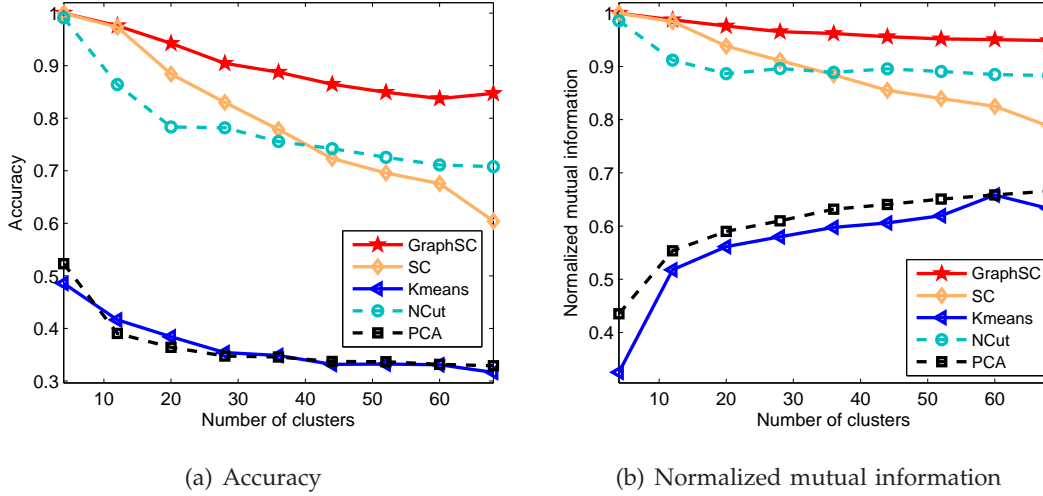 1
0.9
0.8
0.7
0.6
0.5
0.4
0.3
Accuracy
10 20 30 40 50 60
Number of clusters
GraphSC
SC
Kmeans
NCut
PCA
(a) Accuracy
1
0.9
0.8
0.7
0.6
0.5
0.4
Normalized mutual information
10 20 30 40 50 60
Number of clusters
GraphSC
SC
Kmeans
NCut
PCA
(b) Normalized mutual information